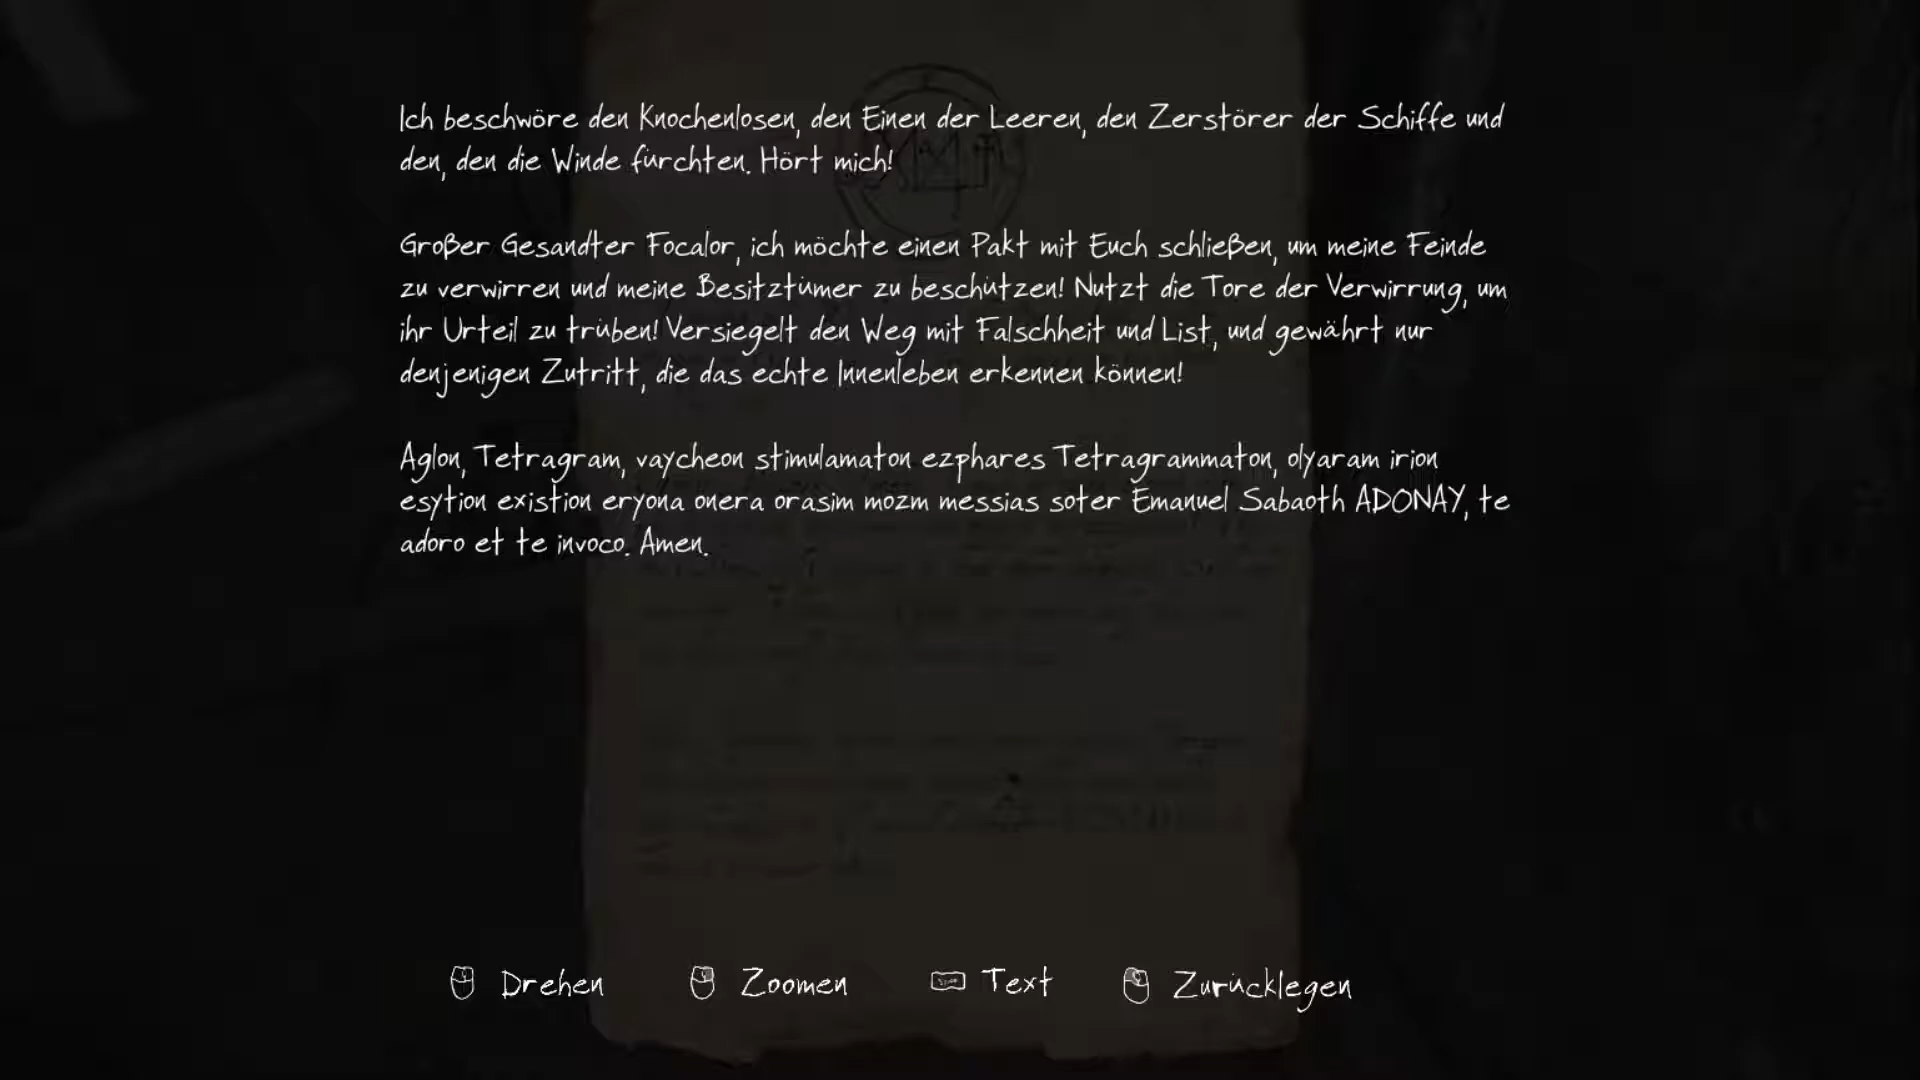 Ich beschwöre den Knochenlosen, den Einen der Leeren, den Zerstörer der Schiffe und
den, den die Winde fürchten. Hört mich!
Großer Gesandter Focalor, ich möchte einen Pakt mit Euch schließen, um meine Feinde
zu verwirren und meine Besitztümer zu beschützen! Nutzt die Tore der Verwirrung, um
ihr Urteil zu trüben! Versiegelt den Weg mit Falschheit und List, und gewährt nur
denjenigen Zutritt, die das echte Innenleben erkennen können!
Aglon, Tetragram, vaycheon stimulamaton ezphares Tetragrammaton, olyaram irion
esytion existion eryona onera orasim mozm messias soter Emanuel Sabaoth ADONAY, te
adoro et te invoco. Amen.
Drehen Zoomen Text Zurücklegen